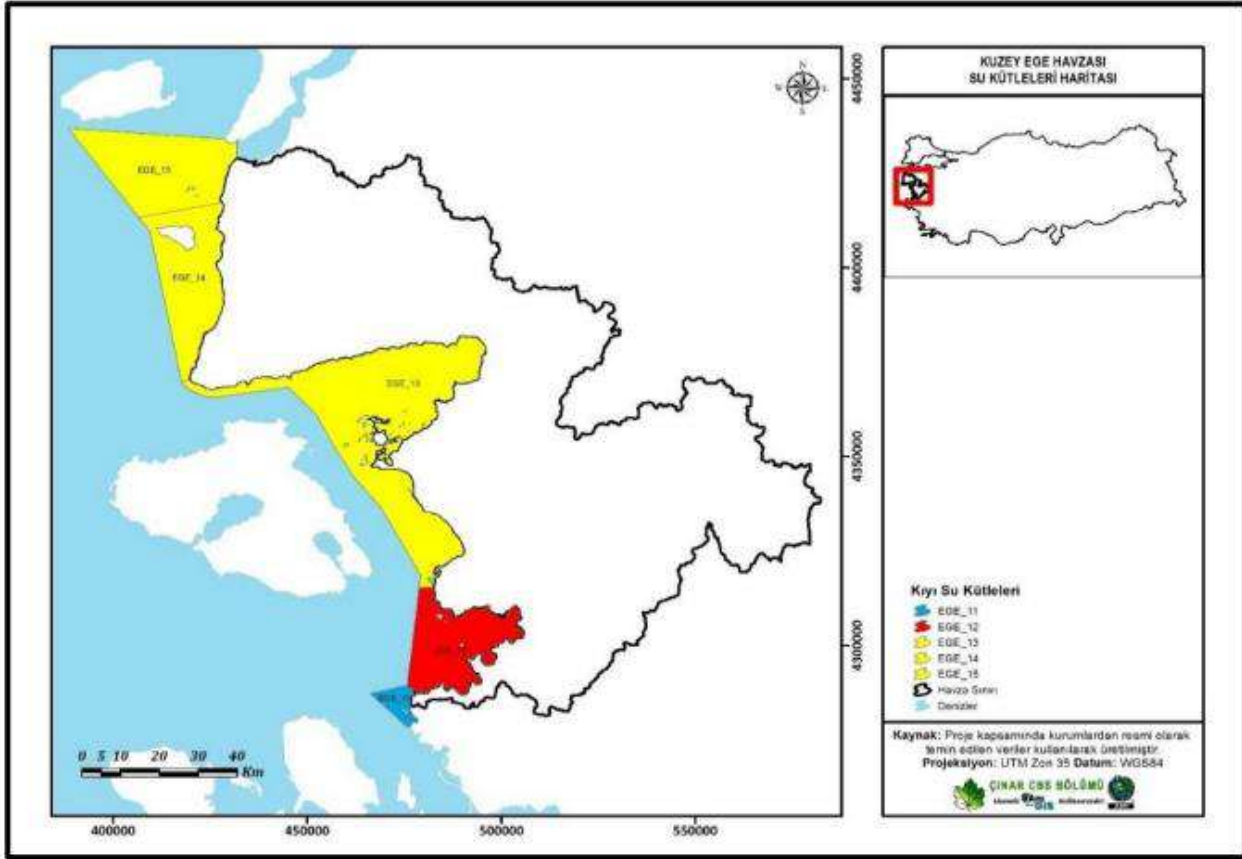 KUZEY EGE HAVZASI
SU KÜTLELERİ HARİTASI
N
S
EGE_15
EGE_14
EGE_13
4450000
4400000
4350000
4300000
0 5 10 20 30 40
Km
400000 450000 500000 550000
Kıyı Su Kütleleri
EGE_11
EGE_12
EGE_13
EGE_14
EGE_15
Havza Sınırı
Denizler
Kaynak: Proje kapsamında kurumlardan resmi olarak
temin edilen veriler kullanılarak üretilmiştir.
Projeksiyon: UTM Zon 35 Datum: WGS84
ÇINAR CBS BÖLÜMÜ
GIS